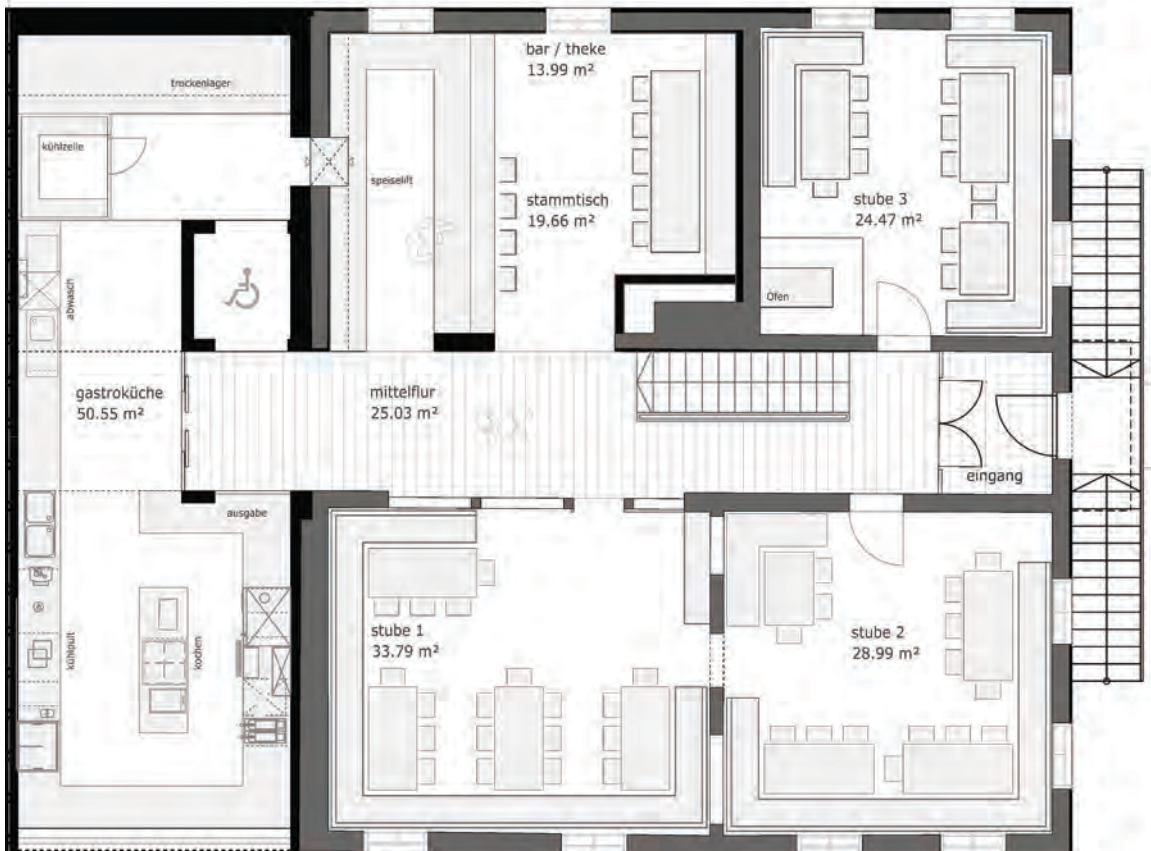 bar / theke
13.99 m²
trockenlager
kühlzelle
speiselift
stammtisch
19.66 m²
stube 3
24.47 m²
Ofen
abwasch
gastroküche
50.55 m²
mittelflur
25.03 m²
eingang
ausgabe
stube 1
33.79 m²
stube 2
28.99 m²
kühlpult
kochen